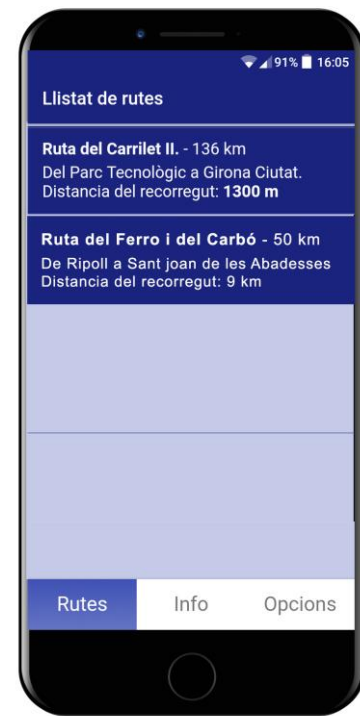 91% 16:05
Llistat de rutes
Ruta del Carrilet II. - 136 km
Del Parc Tecnològic a Girona Ciutat.
Distancia del recorregut: 1300 m
Ruta del Ferro i del Carbó - 50 km
De Ripoll a Sant joan de les Abadesses
Distancia del recorregut: 9 km
Rutes Info Opcions